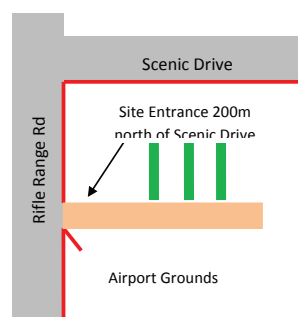 Scenic Drive
Site Entrance 200m
north of Scenic Drive
Rifle Range Rd
Airport Grounds